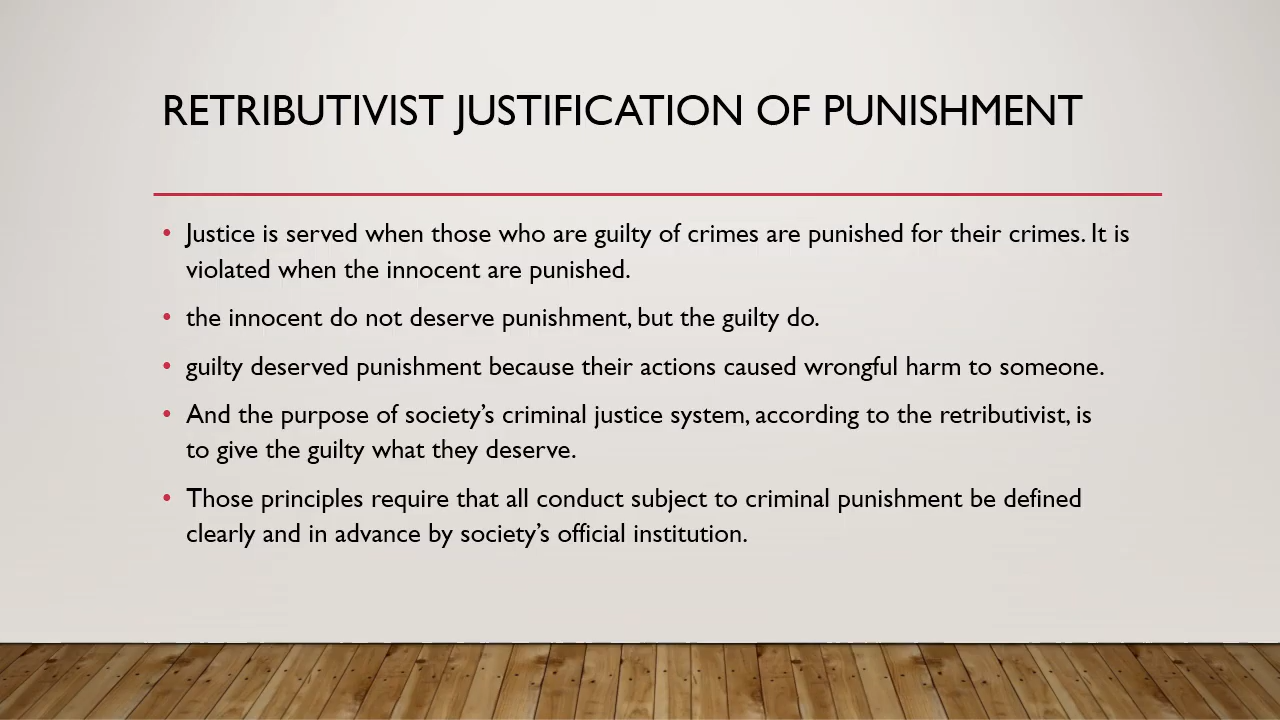 RETRIBUTIVIST JUSTIFICATION OF PUNISHMENT
• Justice is served when those who are guilty of crimes are punished for their crimes. It is
violated when the innocent are punished.
• the innocent do not deserve punishment, but the guilty do.
• guilty deserved punishment because their actions caused wrongful harm to someone.
• And the purpose of society’s criminal justice system, according to the retributivist, is
to give the guilty what they deserve.
• Those principles require that all conduct subject to criminal punishment be defined
clearly and in advance by society’s official institution.